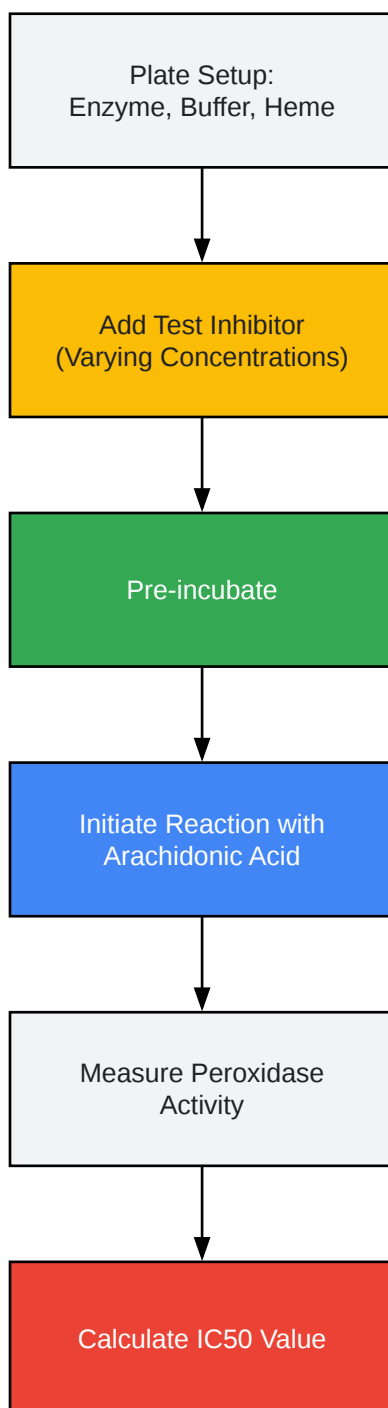 Plate Setup:
Enzyme, Buffer, Heme
Add Test Inhibitor
(Varying Concentrations)
Pre-incubate
Initiate Reaction with
Arachidonic Acid
Measure Peroxidase
Activity
Calculate IC50 Value